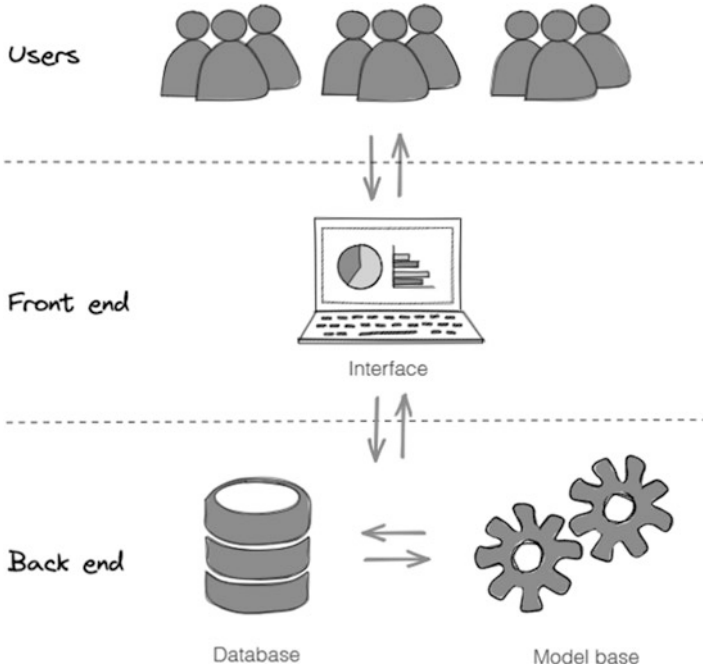 Users
Front end
Interface
Back end
Database
Model base